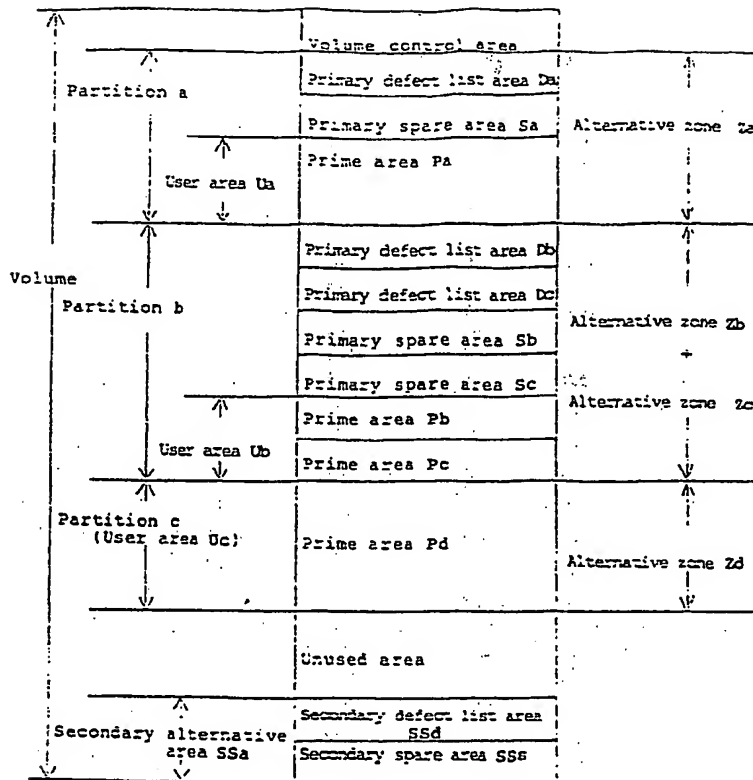 Volume control area
Partition a
Primary defect list area Da
Primary spare area Sa
Alternative zone Za
User area Ua
Prime area Pa
Volume
Partition b
Primary defect list area Db
Primary defect list area Dc
Primary spare area Sb
Alternative zone Zb
+
Primary spare area Sc
Alternative zone Zc
User area Ub
Prime area Pb
Prime area Pc
Partition c
(User area Uc)
Prime area Pd
Alternative zone Zd
Unused area
Secondary alternative
area SSa
Secondary defect list area
SSd
Secondary spare area SSs